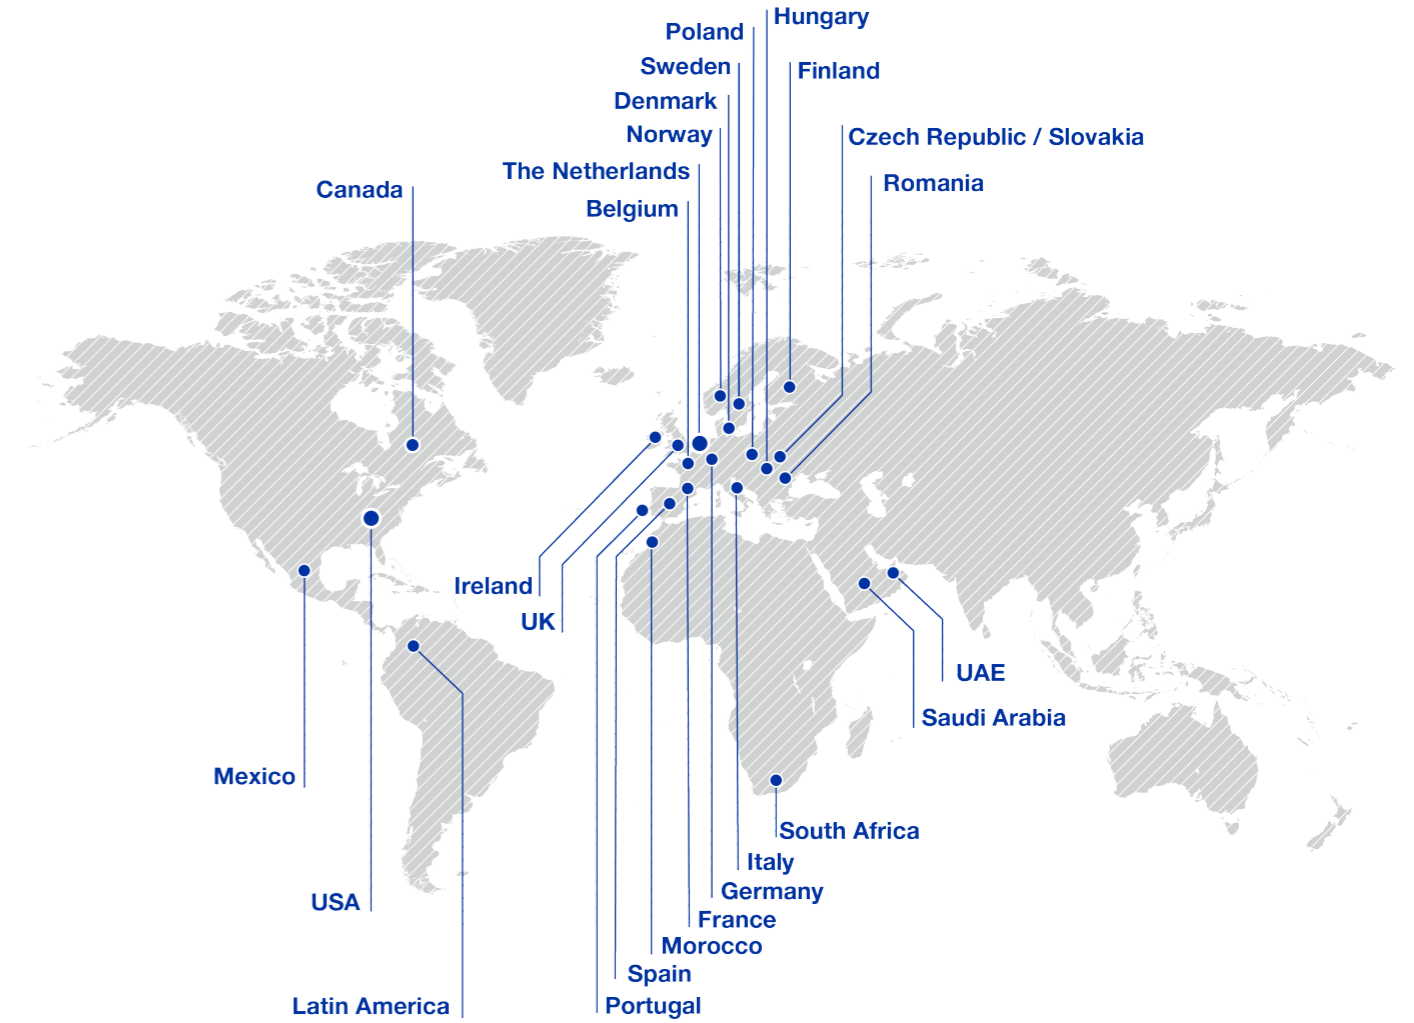 Hungary
Poland
Sweden
Finland
Denmark
Norway
Czech Republic / Slovakia
The Netherlands
Romania
Canada
Belgium
Ireland
UK
UAE
Saudi Arabia
Mexico
South Africa
Italy
Germany
USA
France
Morocco
Spain
Latin America
Portugal